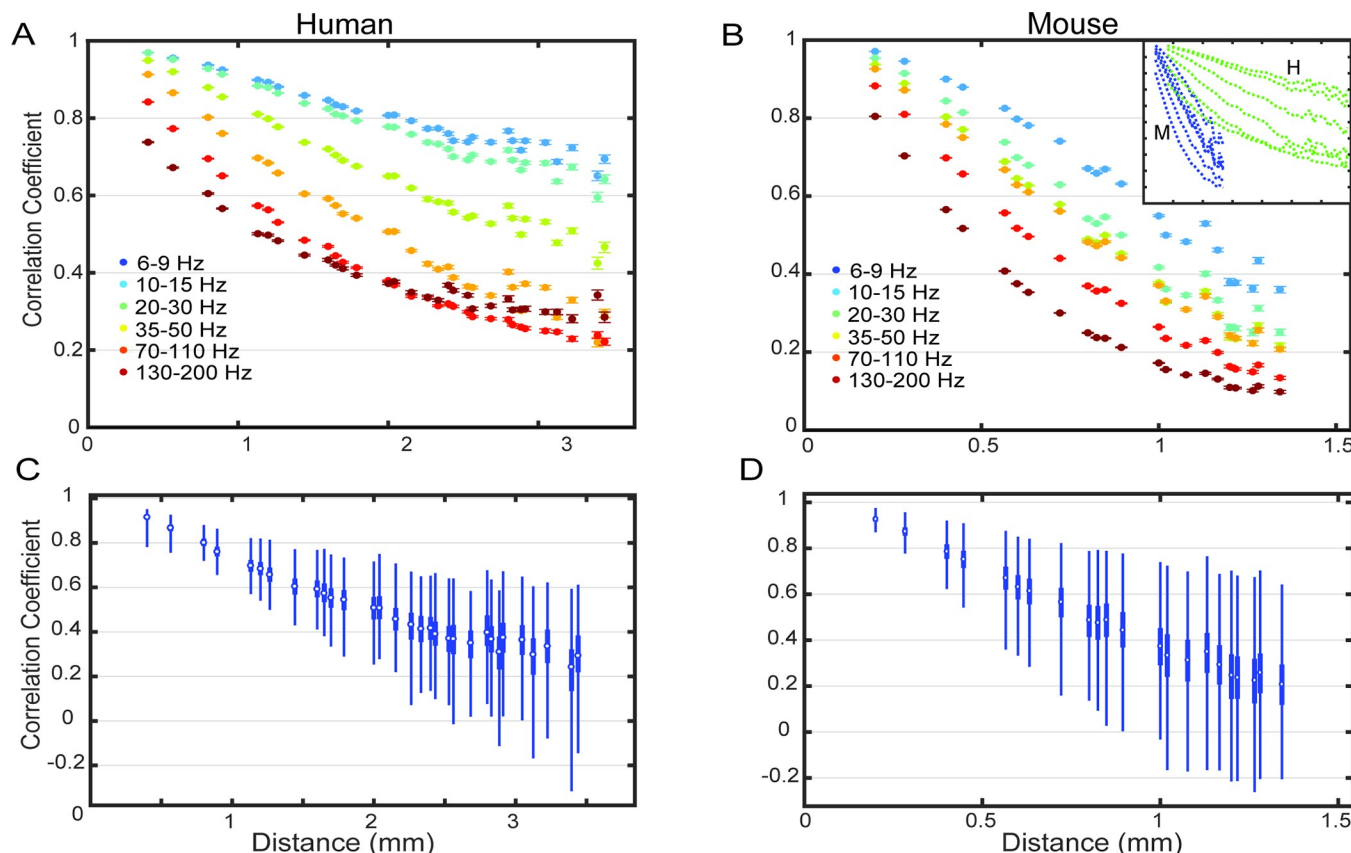 A
Human
1
0.8
0.6
0.4
0.2
0
Correlation Coefficient
6-9 Hz
10-15 Hz
20-30 Hz
35-50 Hz
70-110 Hz
130-200 Hz
0 1 2 3
B
Mouse
1
0.8
0.6
0.4
0.2
0
6-9 Hz
10-15 Hz
20-30 Hz
35-50 Hz
70-110 Hz
130-200 Hz
H
M
0 0.5 1 1.5
C
1
0.8
0.6
0.4
0.2
0
-0.2
0
Correlation Coefficient
1 2 3
Distance (mm)
D
1
0.8
0.6
0.4
0.2
0
-0.2
0 0.5 1 1.5
Distance (mm)